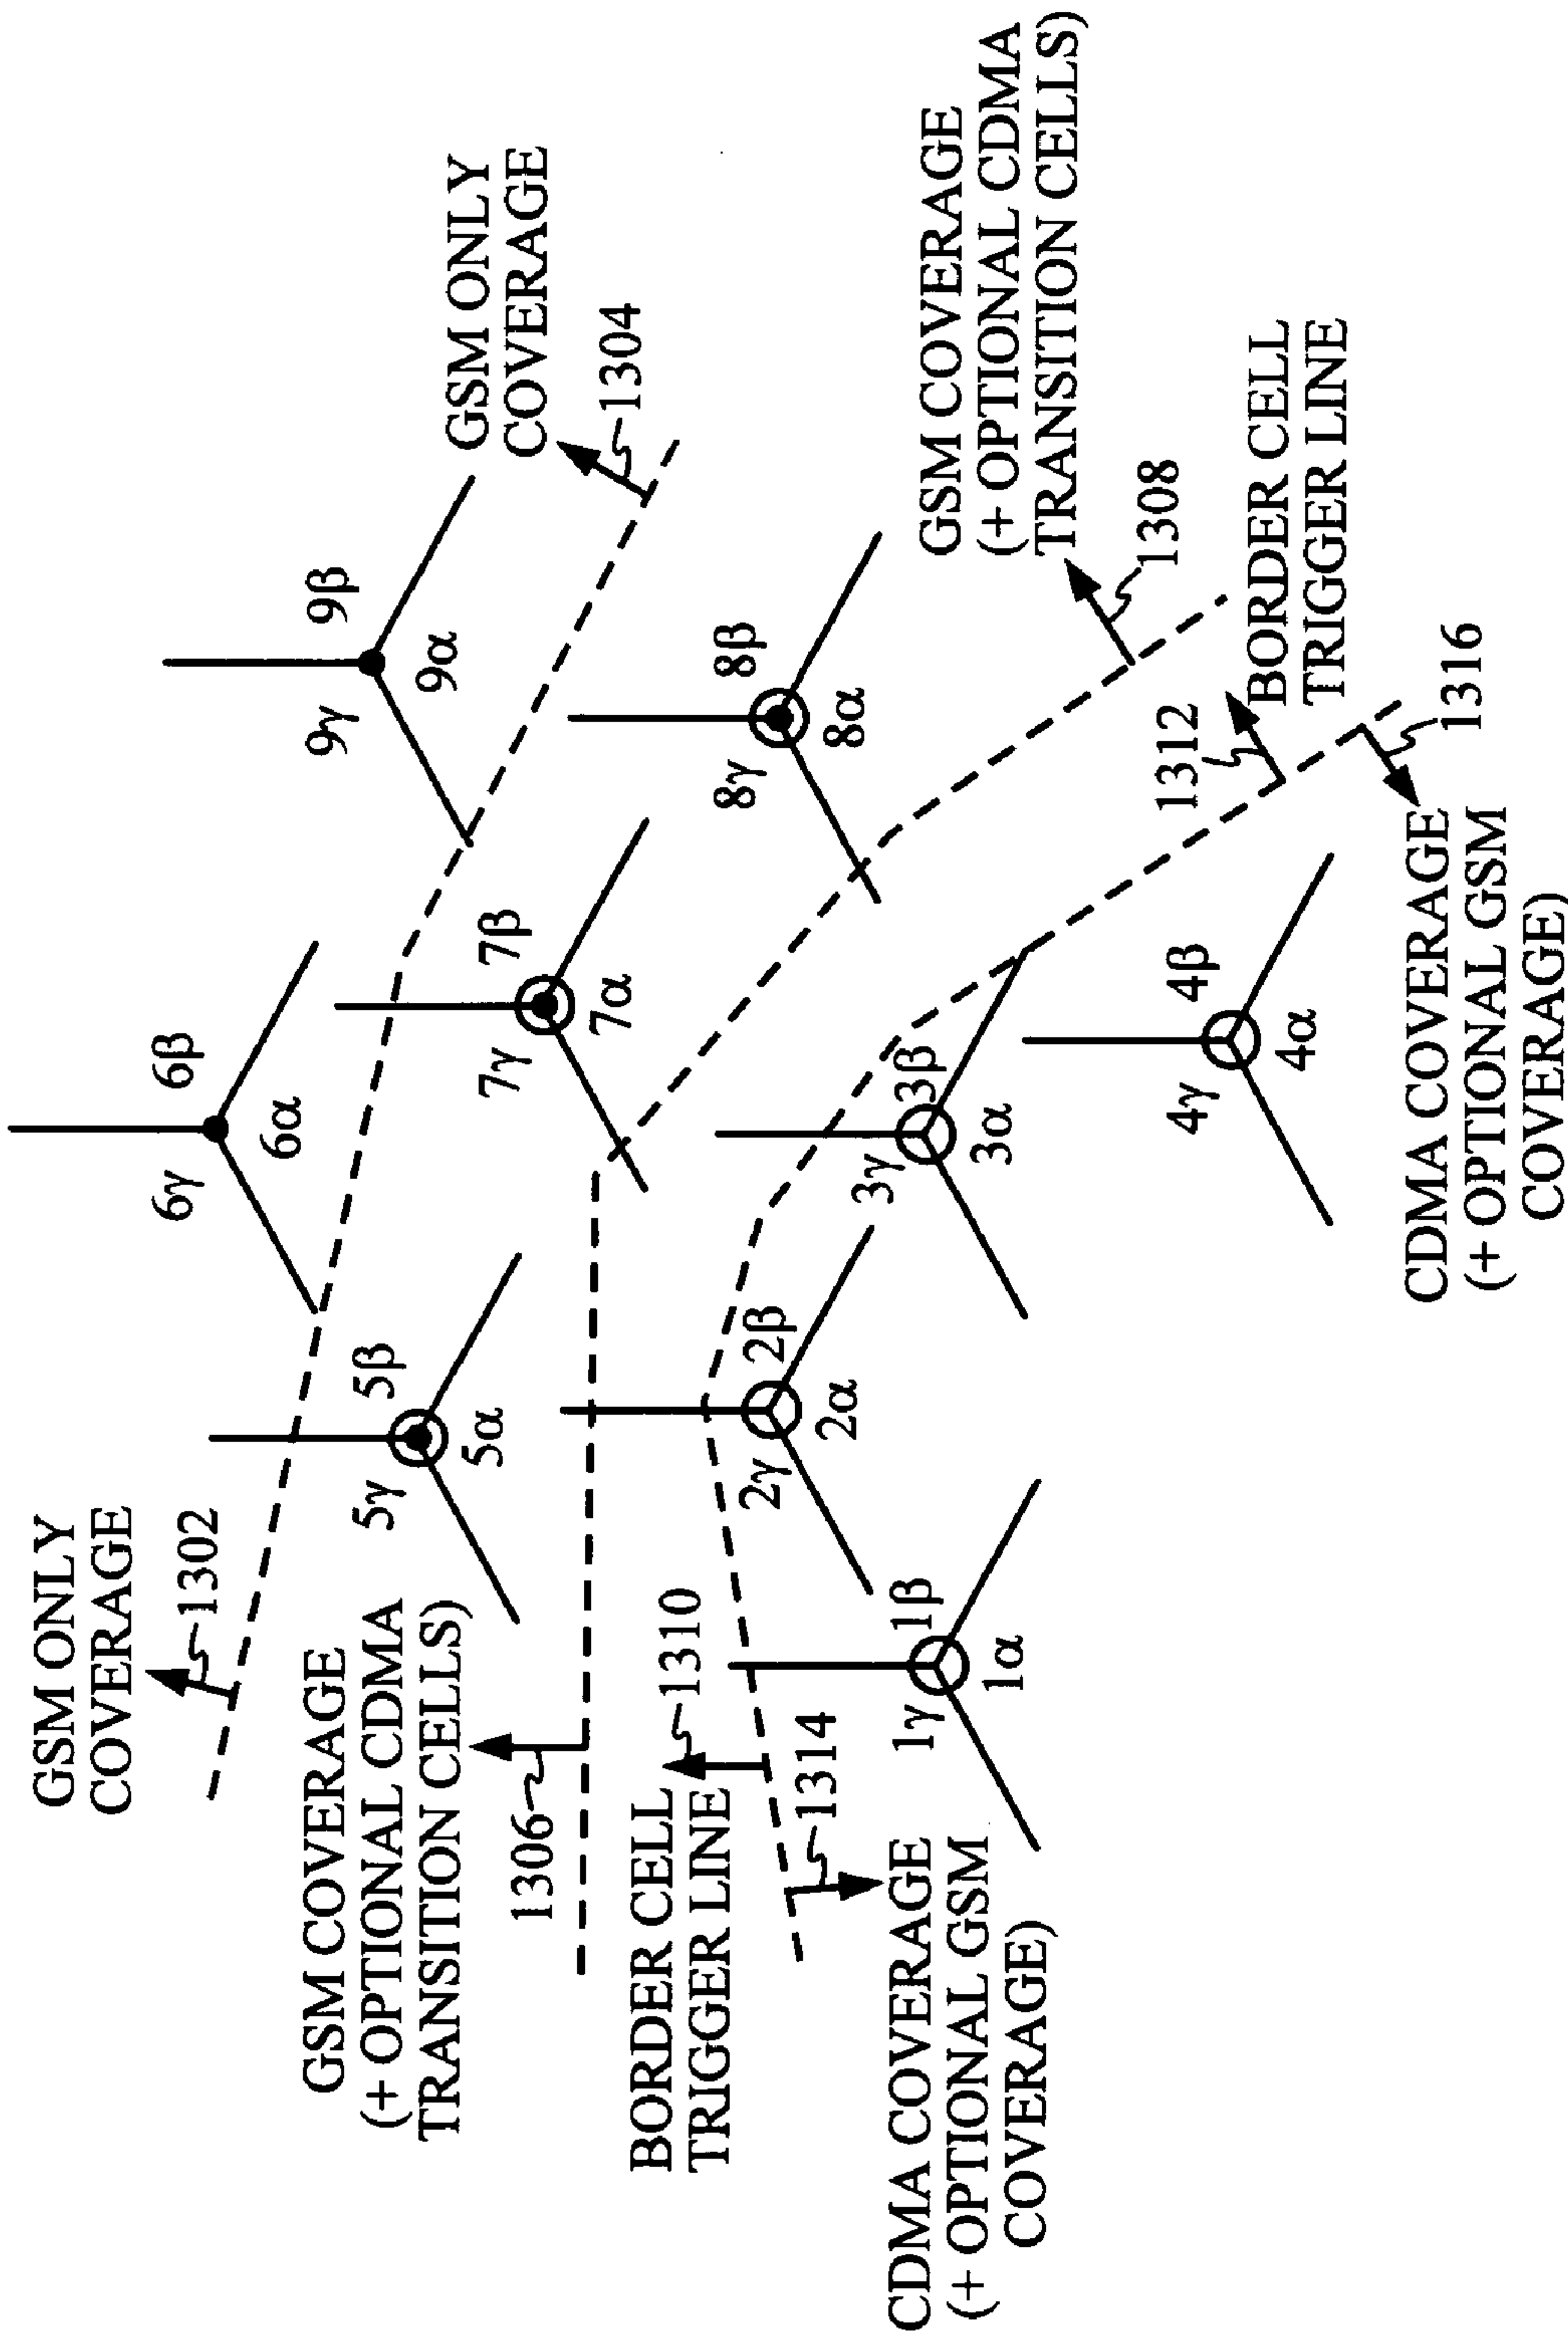 GSM ONLY
COVERAGE
1302
GSM COVERAGE
(+ OPTIONAL CDMA
TRANSITION CELLS)
1306
BORDER CELL
TRIGGER LINE
1310
1314
CDMA COVERAGE
(+ OPTIONAL GSM
COVERAGE)
6γ
6β
6α
5γ
5β
5α
9γ
9β
9α
7γ
7β
7α
8γ
8β
8α
2γ
2β
2α
3γ
3β
3α
1γ
1β
1α
4γ
4β
4α
GSM ONLY
COVERAGE
1304
GSM COVERAGE
(+ OPTIONAL CDMA
TRANSITION CELLS)
1308
BORDER CELL
TRIGGER LINE
1312
1316
CDMA COVERAGE
(+ OPTIONAL GSM
COVERAGE)